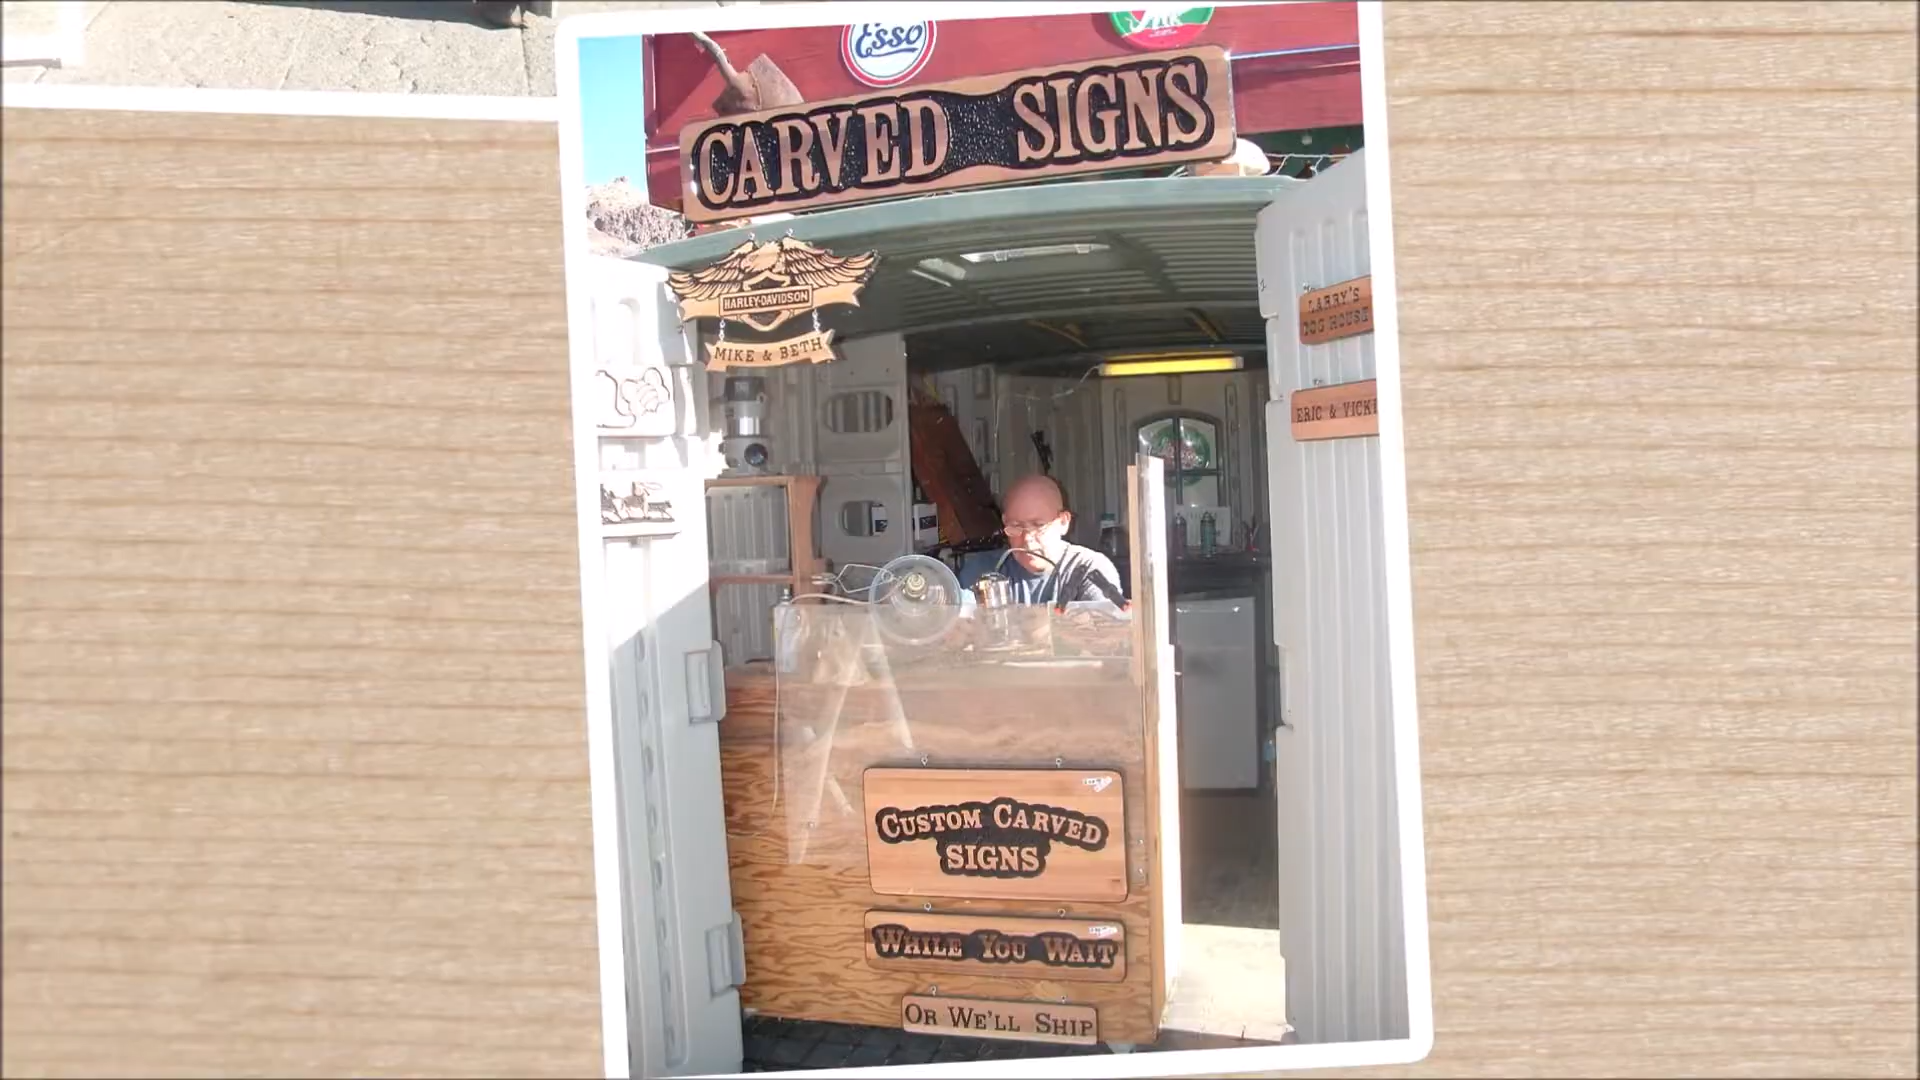 Esso
CARVED SIGNS
HARLEY-DAVIDSON
MIKE & BETH
LARRY'S
DOG HOUSE
ERIC & VICKI
CUSTOM CARVED
SIGNS
WHILE YOU WAIT
OR WE'LL SHIP